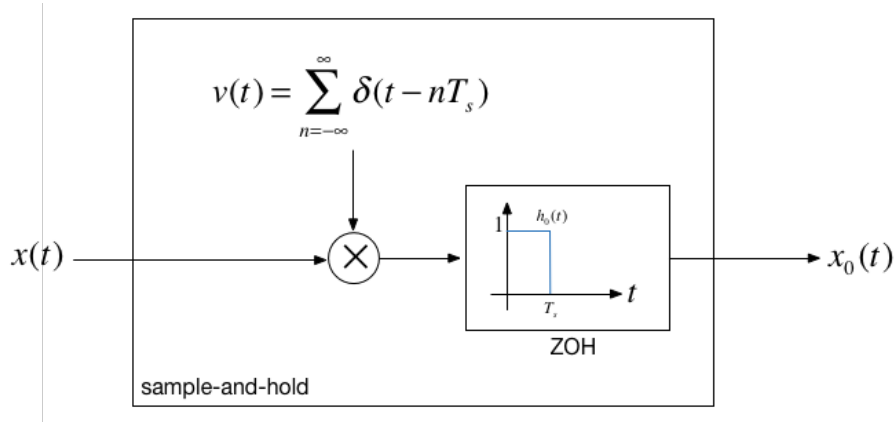 v(t) = ∑_{n=-∞}^{∞} δ(t − nT_s)
x(t)
1
h_0(t)
t
T_s
x_0(t)
ZOH
sample-and-hold